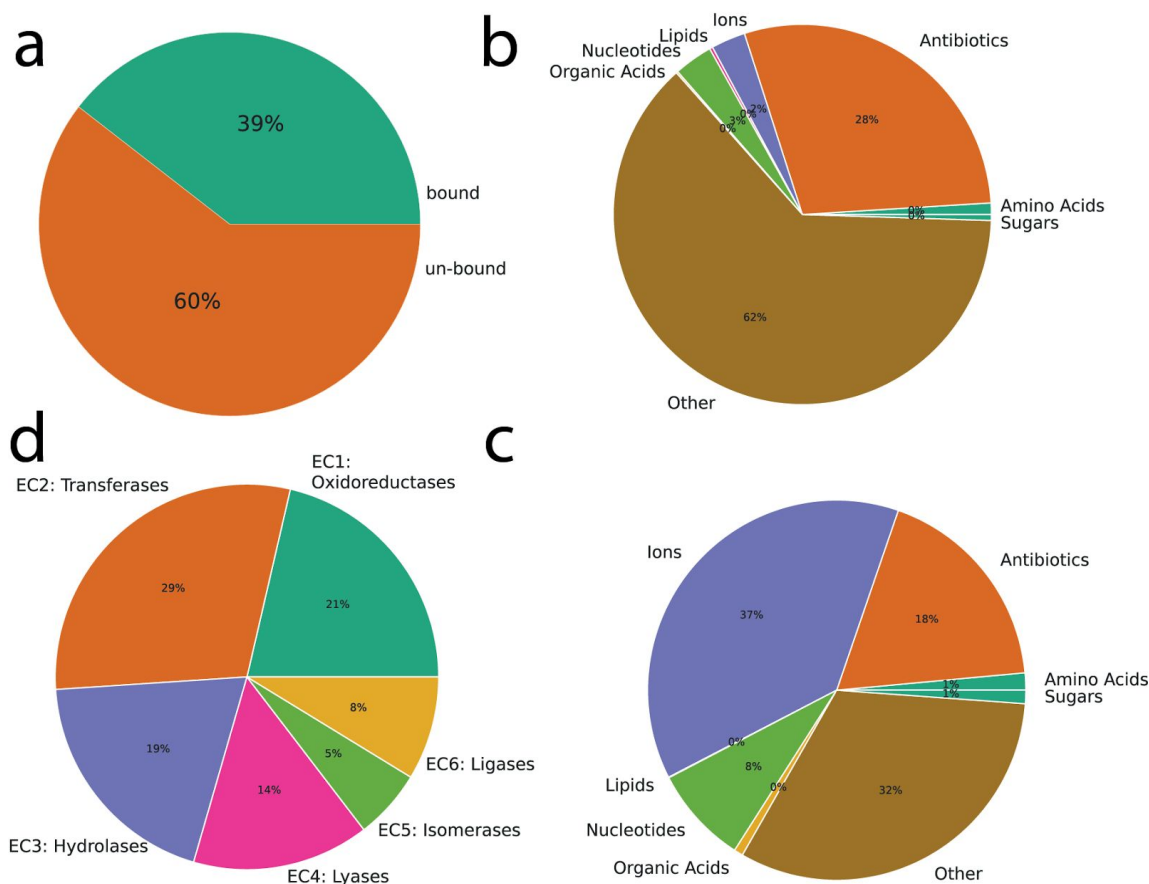 a
39%
bound
un-bound
60%
b
Ions
Lipids
Nucleotides
Organic Acids
Antibiotics
2%
0%
3%
0%
28%
0%
Amino Acids
0%
Sugars
62%
Other
d
EC1:
Oxidoreductases
EC2: Transferases
29%
21%
19%
8%
5%
14%
EC6: Ligases
EC5: Isomerases
EC3: Hydrolases
EC4: Lyases
c
Ions
Antibiotics
37%
18%
1%
Amino Acids
1%
Sugars
0%
8%
0%
32%
Lipids
Nucleotides
Organic Acids
Other